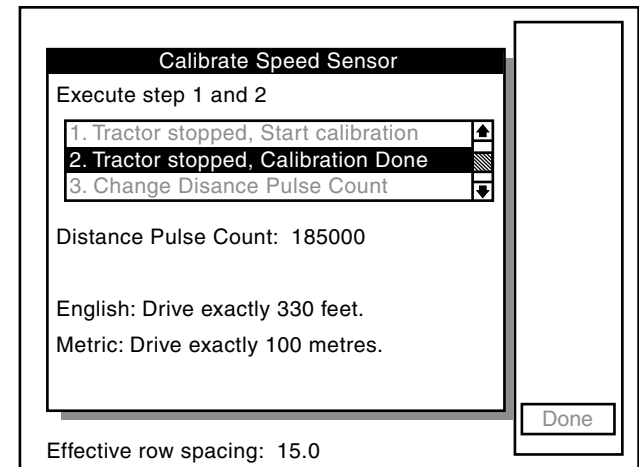 Calibrate Speed Sensor
Execute step 1 and 2
1. Tractor stopped, Start calibration
2. Tractor stopped, Calibration Done
3. Change Disance Pulse Count
Distance Pulse Count: 185000
English: Drive exactly 330 feet.
Metric: Drive exactly 100 metres.
Done
Effective row spacing: 15.0